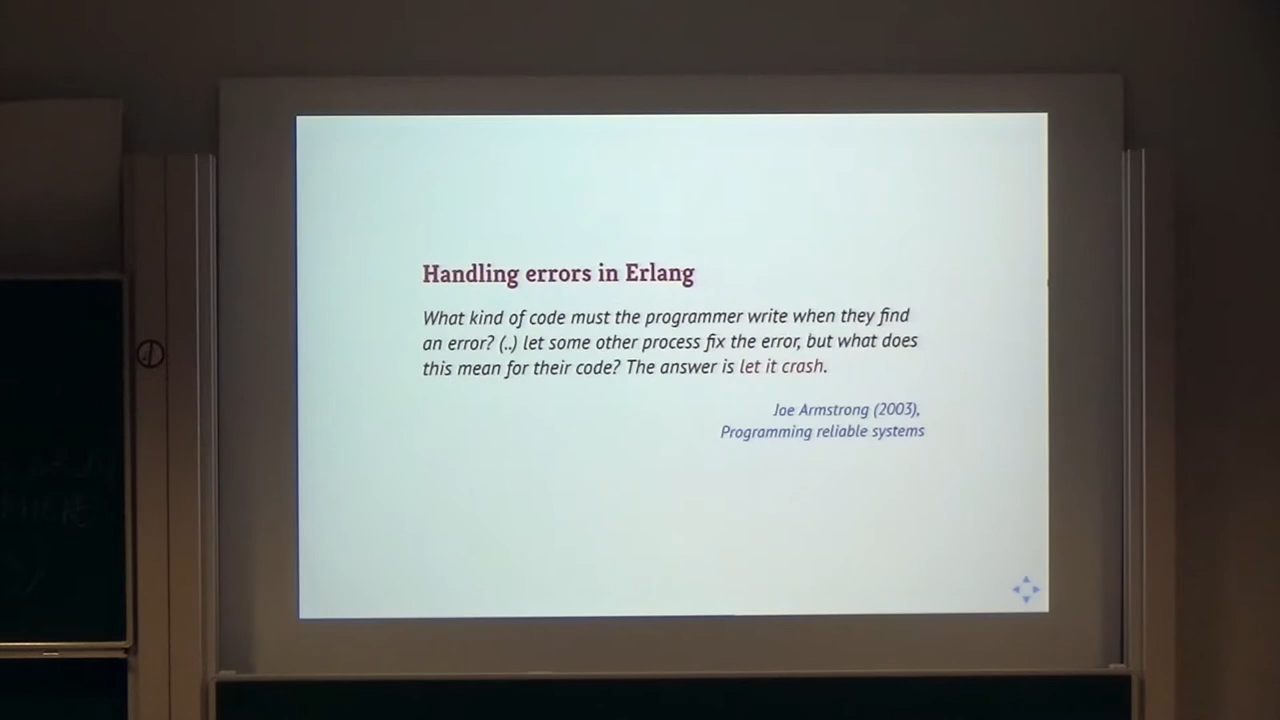 Handling errors in Erlang
What kind of code must the programmer write when they find
an error? (..) let some other process fix the error, but what does
this mean for their code? The answer is let it crash.
Joe Armstrong (2003),
Programming reliable systems